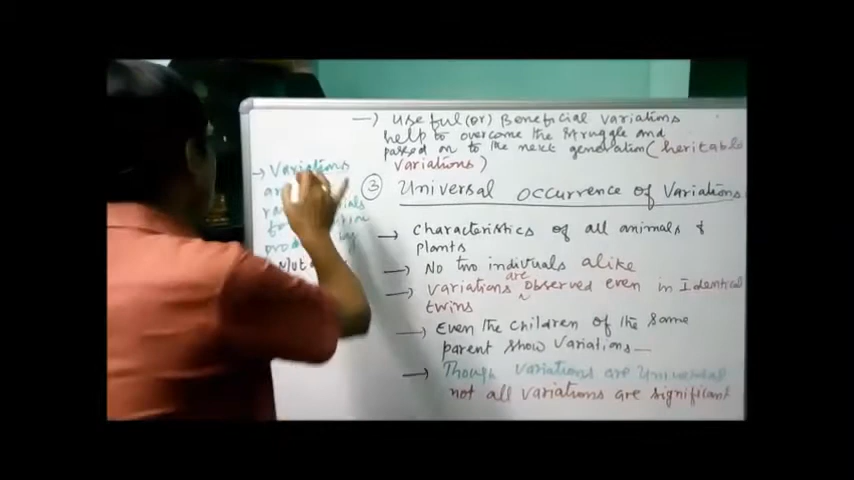 → Useful (or) Beneficial variations
help to overcome the struggle and
passed on to the next generation (heritable
variations)
③ Universal occurrence of Variations
→ Characteristics of all animals &
plants
→ No two indivtuals alike
→ Variations are observed even in Identical
twins
→ Even the children of the same
parent show variations—
→ Though variations are Universal
not all variations are significant
→ Variations